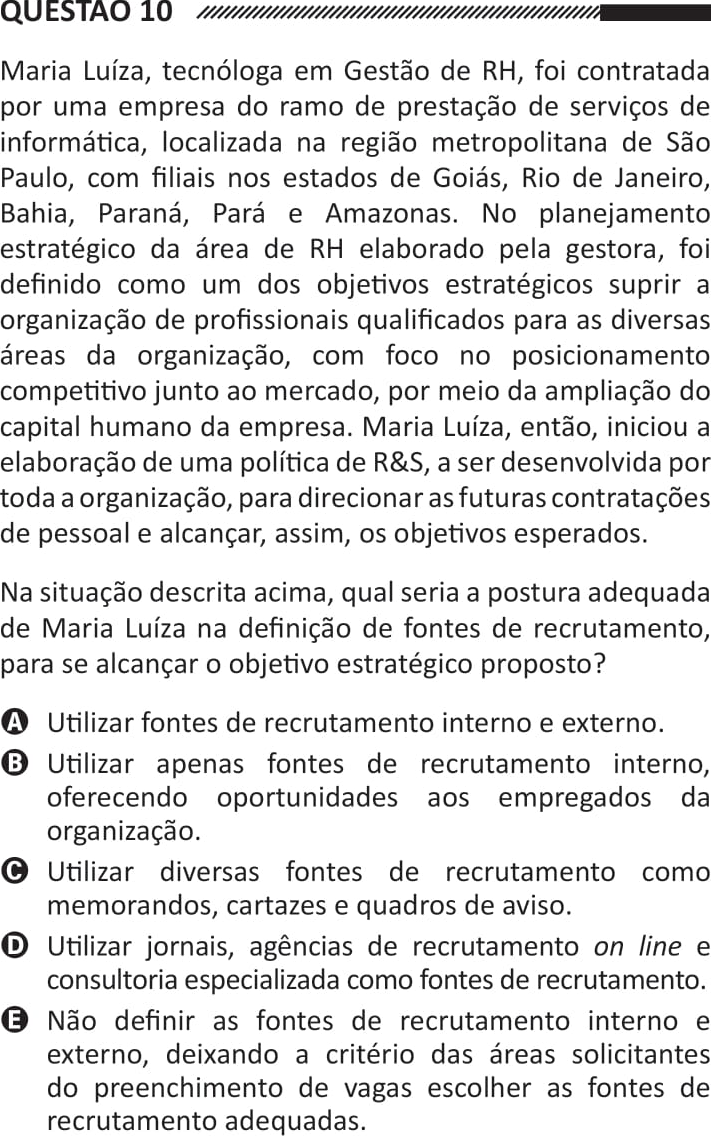 QUESTÃO 10
Maria Luíza, tecnóloga em Gestão de RH, foi contratada
por uma empresa do ramo de prestação de serviços de
informática, localizada na região metropolitana de São
Paulo, com filiais nos estados de Goiás, Rio de Janeiro,
Bahia, Paraná, Pará e Amazonas. No planejamento
estratégico da área de RH elaborado pela gestora, foi
definido como um dos objetivos estratégicos suprir a
organização de profissionais qualificados para as diversas
áreas da organização, com foco no posicionamento
competitivo junto ao mercado, por meio da ampliação do
capital humano da empresa. Maria Luíza, então, iniciou a
elaboração de uma política de R&S, a ser desenvolvida por
toda a organização, para direcionar as futuras contratações
de pessoal e alcançar, assim, os objetivos esperados.
Na situação descrita acima, qual seria a postura adequada
de Maria Luíza na definição de fontes de recrutamento,
para se alcançar o objetivo estratégico proposto?
A Utilizar fontes de recrutamento interno e externo.
B Utilizar apenas fontes de recrutamento interno,
oferecendo oportunidades aos empregados da
organização.
C Utilizar diversas fontes de recrutamento como
memorandos, cartazes e quadros de aviso.
D Utilizar jornais, agências de recrutamento on line e
consultoria especializada como fontes de recrutamento.
E Não definir as fontes de recrutamento interno e
externo, deixando a critério das áreas solicitantes
do preenchimento de vagas escolher as fontes de
recrutamento adequadas.